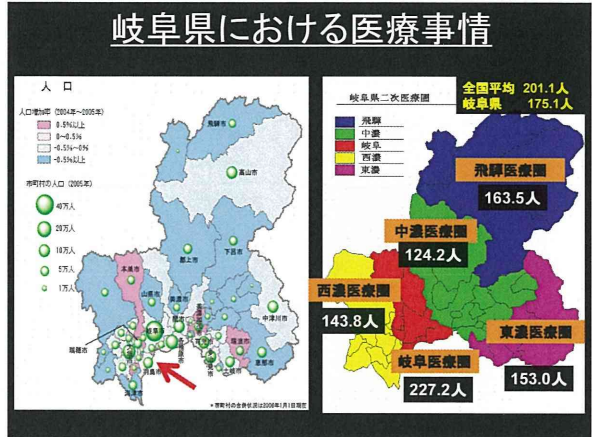 岐阜県における医療事情
人口
人口増加率（2004年～2005年）
0.5%以上
0～0.5%
-0.5%～0%
-0.5%以上
市町村の人口（2005年）
40万人
20万人
10万人
5万人
1万人
飛騨市
高山市
下呂市
郡上市
本巣市
山県市
美濃市
中津川市
瑞穂市
岐阜市
羽島市
海津市
瑞浪市
土岐市
恵那市
*市町村の合併状況は2006年1月1日現在
全国平均 201.1人
岐阜県 175.1人
岐阜県二次医療圏
飛騨
中濃
岐阜
西濃
東濃
飛騨医療圏
163.5人
中濃医療圏
124.2人
西濃医療圏
143.8人
東濃医療圏
153.0人
岐阜医療圏
227.2人